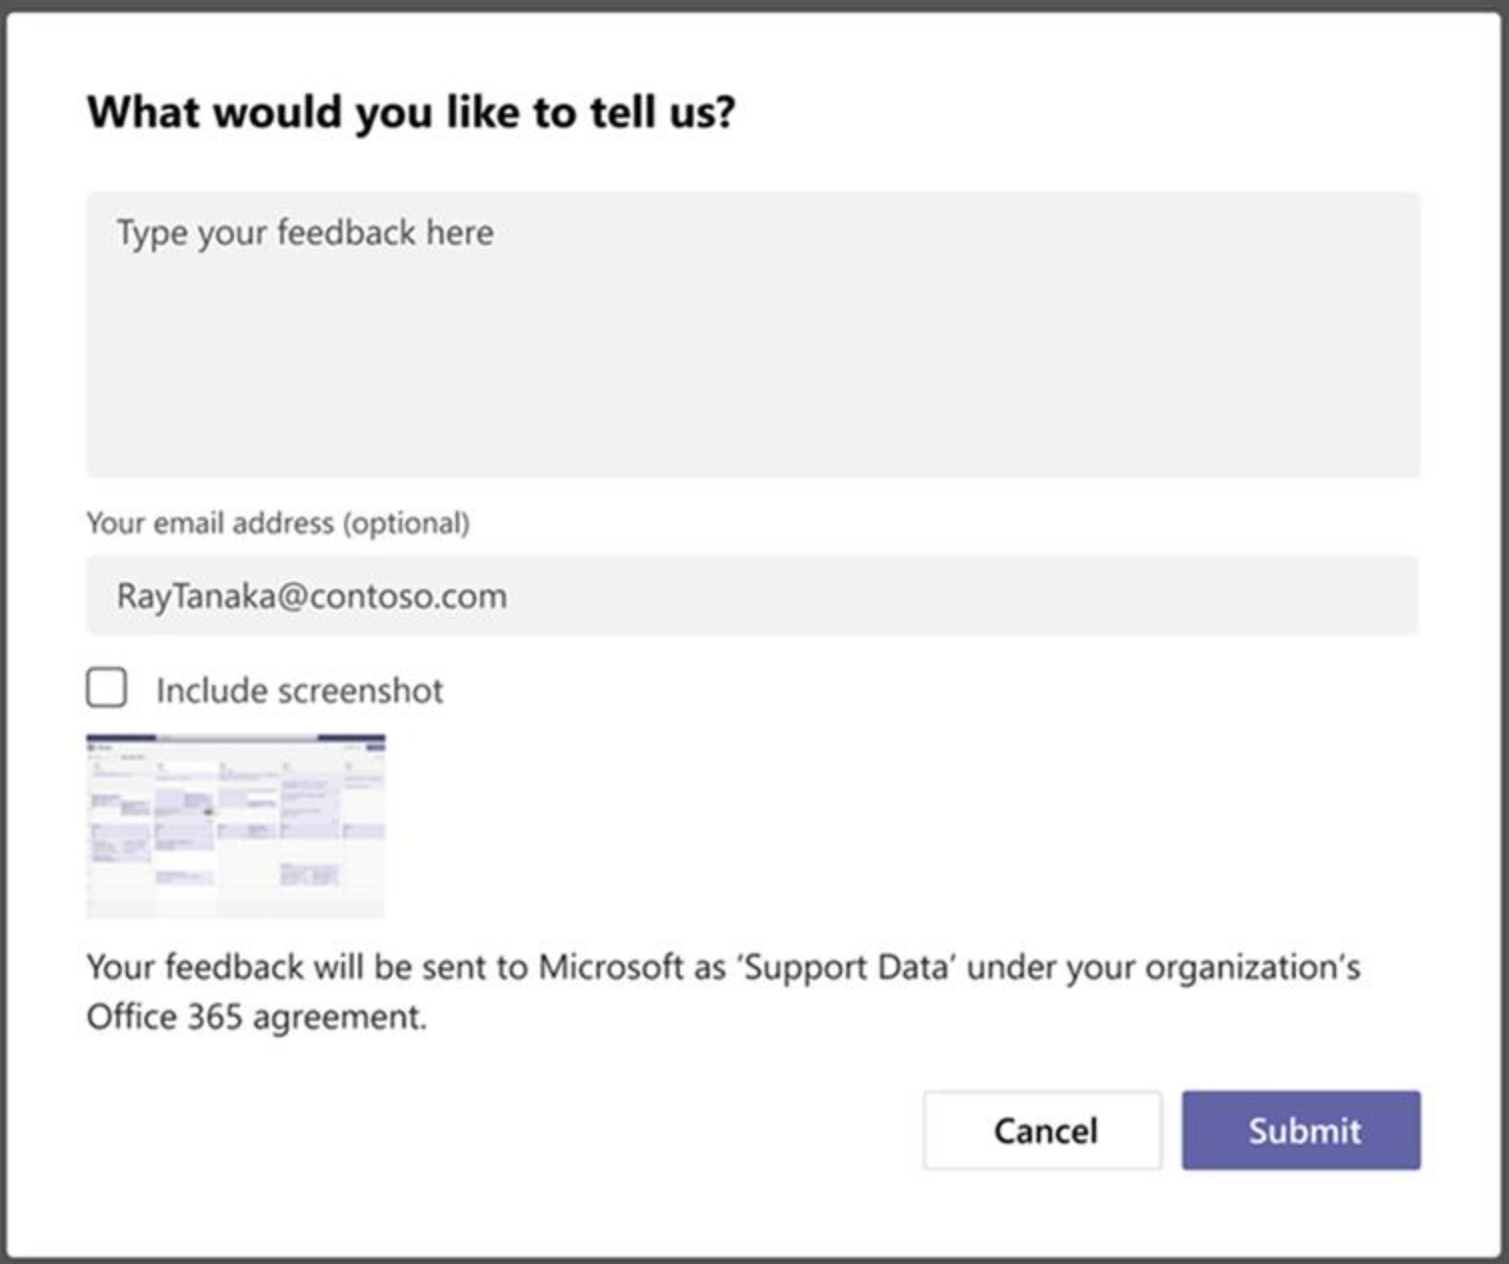 What would you like to tell us?
Type your feedback here
Your email address (optional)
RayTanaka@contoso.com
Include screenshot
Your feedback will be sent to Microsoft as ‘Support Data’ under your organization’s
Office 365 agreement.
Cancel
Submit